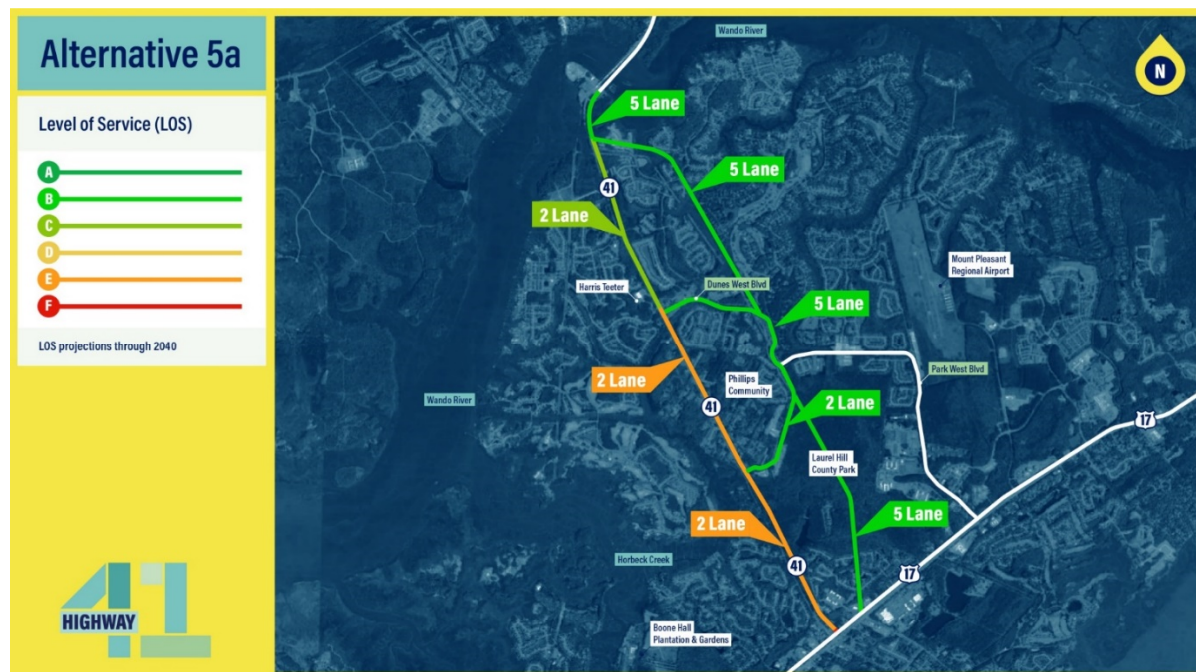 Alternative 5a
Level of Service (LOS)
A
B
C
D
E
F
LOS projections through 2040
41
HIGHWAY
Wando River
N
5 Lane
5 Lane
41
2 Lane
Mount Pleasant
Regional Airport
Harris Teeter
Dunes West Blvd
5 Lane
2 Lane
Phillips
Community
Park West Blvd
Wando River
41
2 Lane
17
Laurel Hill
County Park
2 Lane
5 Lane
Horbeck Creek
41
17
Boone Hall
Plantation & Gardens